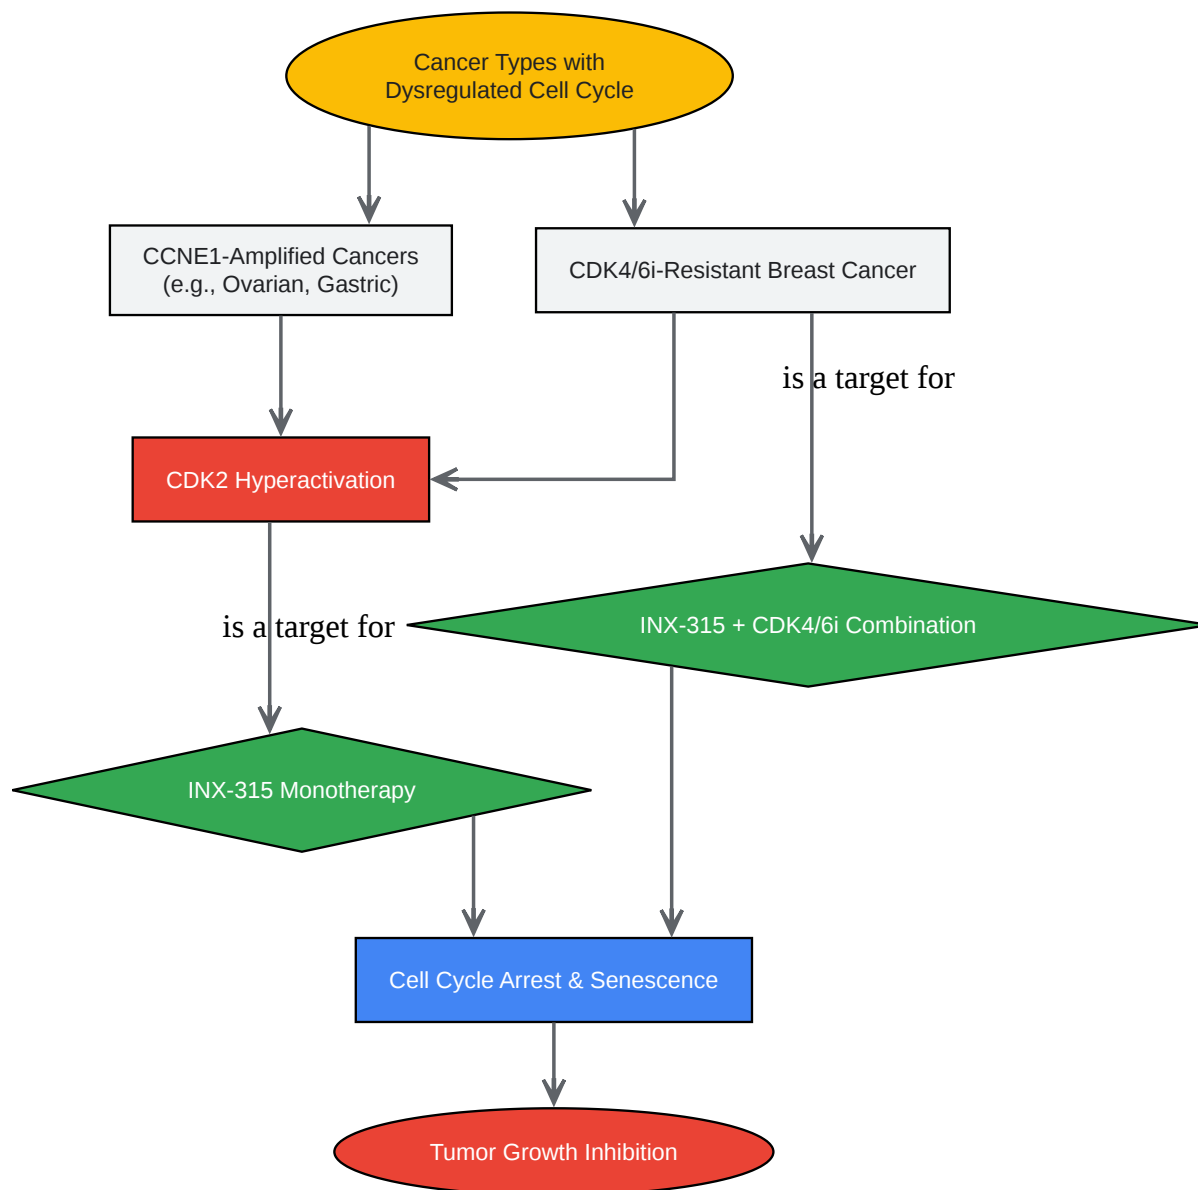 Cancer Types with
Dysregulated Cell Cycle
CCNE1-Amplified Cancers
(e.g., Ovarian, Gastric)
CDK4/6i-Resistant Breast Cancer
is a target for
CDK2 Hyperactivation
is a target for
INX-315 + CDK4/6i Combination
INX-315 Monotherapy
Cell Cycle Arrest & Senescence
Tumor Growth Inhibition